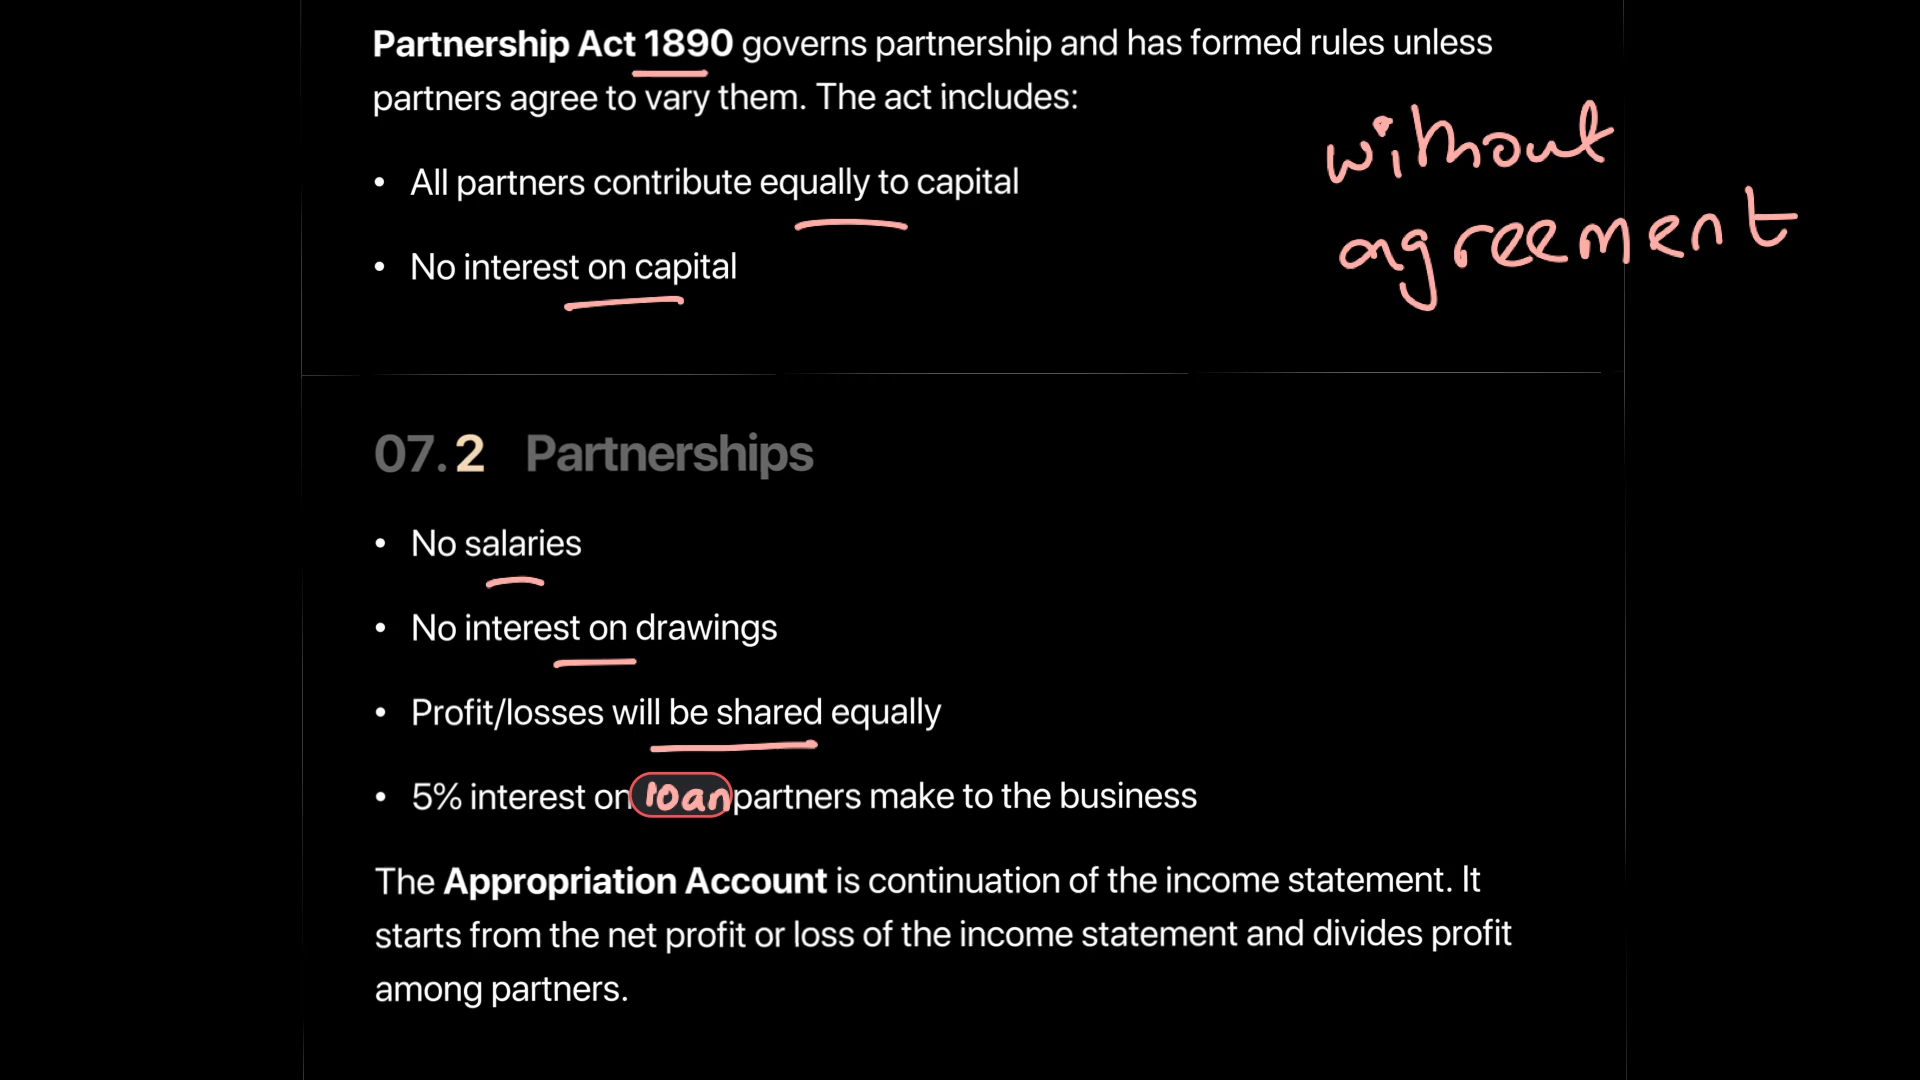 Partnership Act 1890 governs partnership and has formed rules unless
partners agree to vary them. The act includes:
without
agreement
• All partners contribute equally to capital
• No interest on capital
07.2 Partnerships
• No salaries
• No interest on drawings
• Profit/losses will be shared equally
• 5% interest on loan partners make to the business
The Appropriation Account is continuation of the income statement. It
starts from the net profit or loss of the income statement and divides profit
among partners.